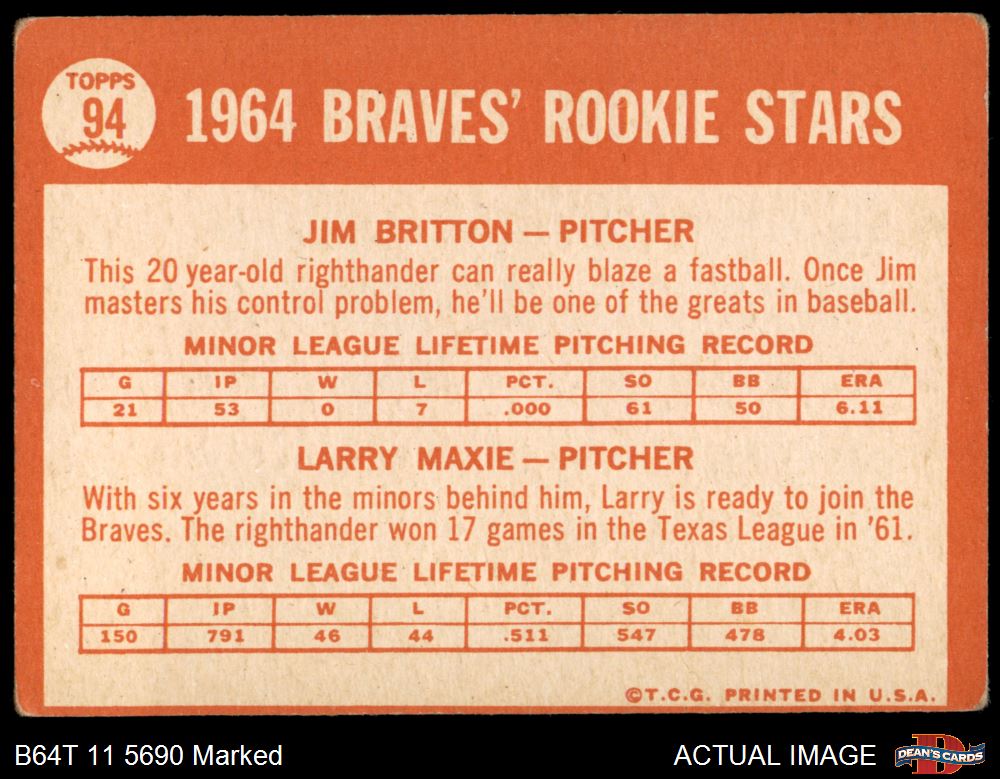 TOPPS
94
1964 BRAVES' ROOKIE STARS
JIM BRITTON — PITCHER
This 20 year-old righthander can really blaze a fastball. Once Jim
masters his control problem, he'll be one of the greats in baseball.
MINOR LEAGUE LIFETIME PITCHING RECORD
G IP W L PCT. SO BB ERA
21 53 0 7 .000 61 50 6.11
LARRY MAXIE — PITCHER
With six years in the minors behind him, Larry is ready to join the
Braves. The righthander won 17 games in the Texas League in '61.
MINOR LEAGUE LIFETIME PITCHING RECORD
G IP W L PCT. SO BB ERA
150 791 46 44 .511 547 478 4.03
©T.C.G. PRINTED IN U.S.A.
B64T 11 5690 Marked
ACTUAL IMAGE
DEAN'S CARDS